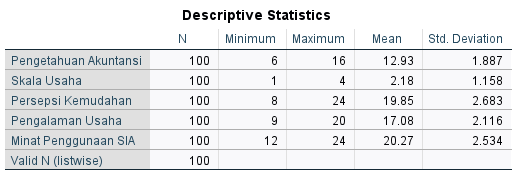 Descriptive Statistics
N Minimum Maximum Mean Std. Deviation
Pengetahuan Akuntansi 100 6 16 12.93 1.887
Skala Usaha 100 1 4 2.18 1.158
Persepsi Kemudahan 100 8 24 19.85 2.683
Pengalaman Usaha 100 9 20 17.08 2.116
Minat Penggunaan SIA 100 12 24 20.27 2.534
Valid N (listwise) 100